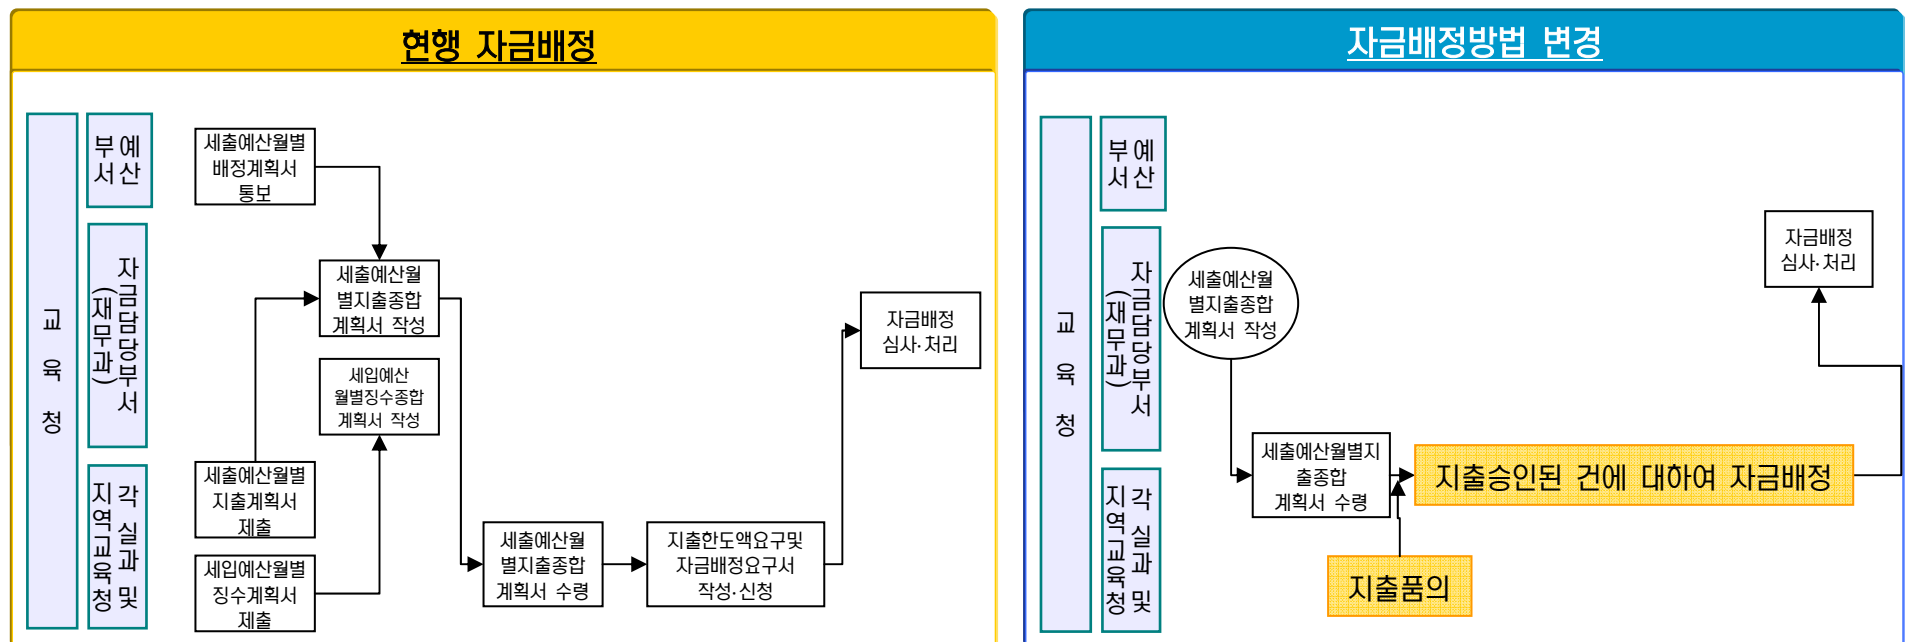 현행 자금배정
교 육 청
예산
부서
자금담당부서
(재무과)
각 실과 및
지역교육청
세출예산월별
배정계획서
통보
세출예산월
별지출종합
계획서 작성
세입예산
월별징수종합
계획서 작성
세출예산월별
지출계획서
제출
세입예산월별
징수계획서
제출
세출예산월
별지출종합
계획서 수령
지출한도액요구및
자금배정요구서
작성·신청
자금배정
심사·처리
자금배정방법 변경
교 육 청
예산
부서
자금담당부서
(재무과)
각 실과 및
지역교육청
세출예산월
별지출종합
계획서 작성
세출예산월별지
출종합
계획서 수령
지출승인된 건에 대하여 자금배정
지출품의
자금배정
심사·처리